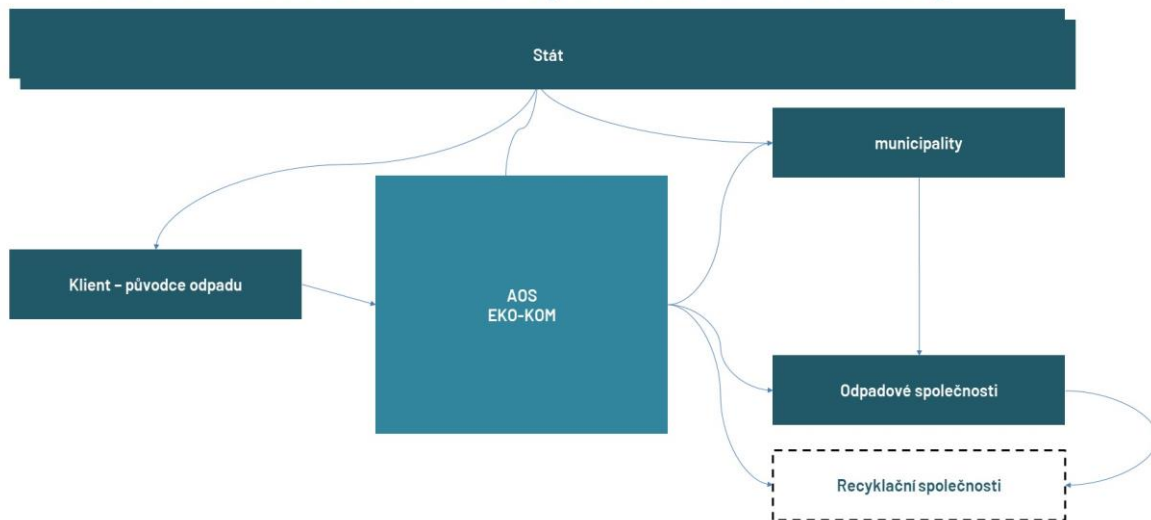 Stát
municipality
Klient – původce odpadu
AOS
EKO-KOM
Odpadové společnosti
Recyklační společnosti